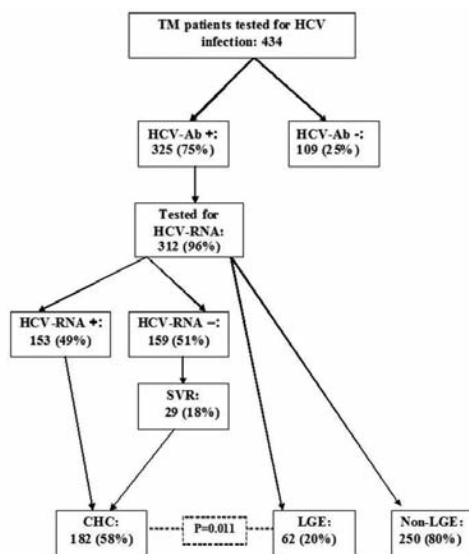 TM patients tested for HCV
infection: 434
HCV-Ab +:
325 (75%)
HCV-Ab -:
109 (25%)
Tested for
HCV-RNA:
312 (96%)
HCV-RNA +:
153 (49%)
HCV-RNA –:
159 (51%)
SVR:
29 (18%)
CHC:
182 (58%)
P=0.011
LGE:
62 (20%)
Non-LGE:
250 (80%)